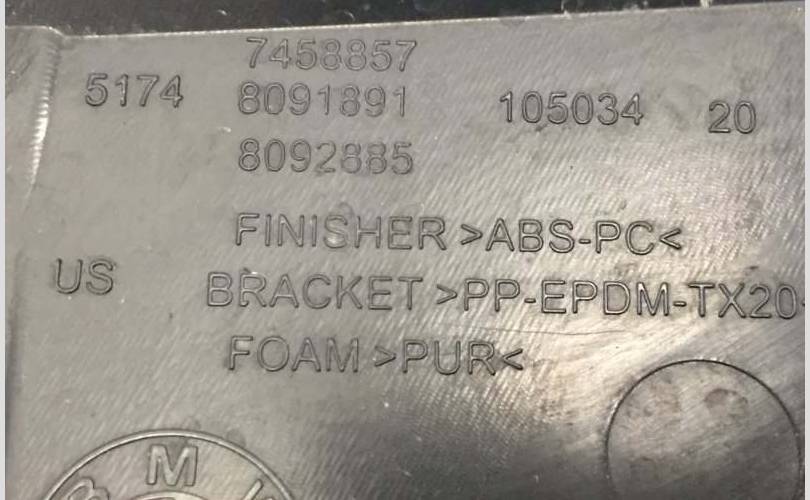 7458857
5174 8091891 105034 20
8092885
FINISHER >ABS-PC<
US BRACKET >PP-EPDM-TX20
FOAM >PUR<
M